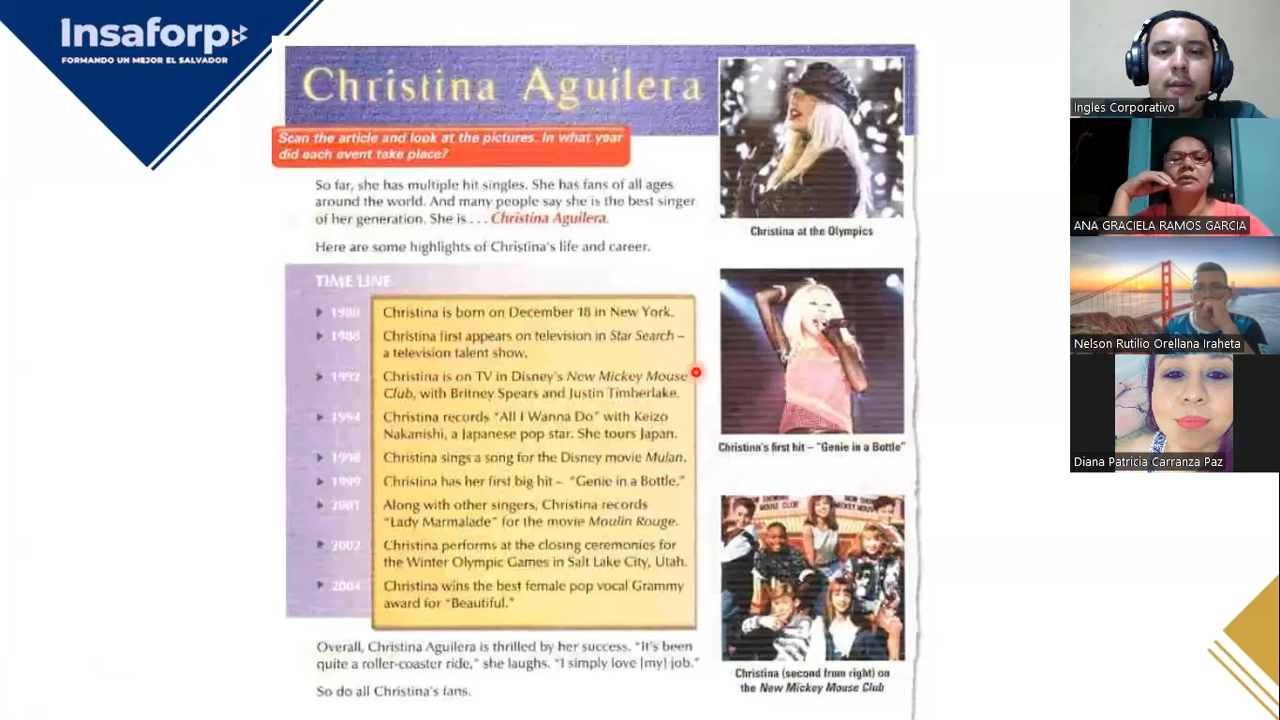 Insaforp
FORMANDO UN MEJOR EL SALVADOR
Christina Aguilera
Scan the article and look at the pictures. In what year
did each event take place?
So far, she has multiple hit singles. She has fans of all ages
around the world. And many people say she is the best singer
of her generation. She is . . . Christina Aguilera.
Here are some highlights of Christina's life and career.
TIME LINE
1980 Christina is born on December 18 in New York.
1988 Christina first appears on television in Star Search –
a television talent show.
1992 Christina is on TV in Disney's New Mickey Mouse
Club, with Britney Spears and Justin Timberlake.
1994 Christina records "All I Wanna Do" with Keizo
Nakanishi, a Japanese pop star. She tours Japan.
1998 Christina sings a song for the Disney movie Mulan.
1999 Christina has her first big hit – "Genie in a Bottle."
2001 Along with other singers, Christina records
"Lady Marmalade" for the movie Moulin Rouge.
2002 Christina performs at the closing ceremonies for
the Winter Olympic Games in Salt Lake City, Utah.
2004 Christina wins the best female pop vocal Grammy
award for "Beautiful."
Overall, Christina Aguilera is thrilled by her success. "It's been
quite a roller-coaster ride," she laughs. "I simply love [my] job."
So do all Christina's fans.
Christina at the Olympics
Christina's first hit – "Genie in a Bottle"
MOUSE CLUB
Christina (second from right) on
the New Mickey Mouse Club
Ingles Corporativo
ANA GRACIELA RAMOS GARCIA
Nelson Rutilio Orellana Iraheta
Diana Patricia Carranza Paz